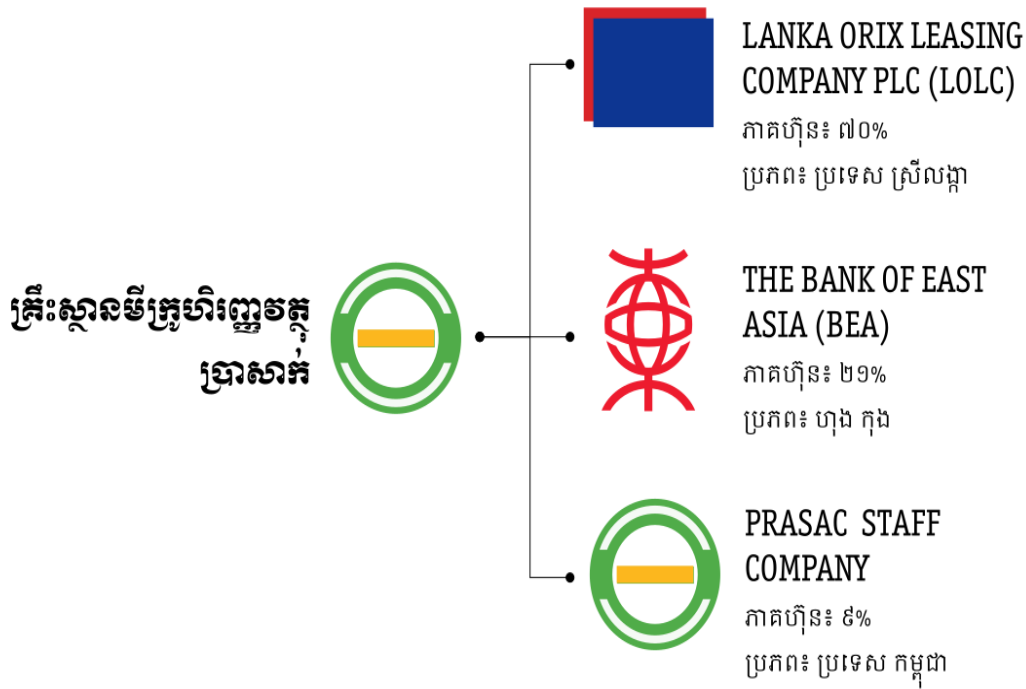 គ្រឹះស្ថានមីក្រូហិរញ្ញវត្ថុ
ប្រាសាក់
LANKA ORIX LEASING
COMPANY PLC (LOLC)
ភាគហ៊ុន៖ ៧០%
ប្រភព៖ ប្រទេស ស្រីលង្កា
THE BANK OF EAST
ASIA (BEA)
ភាគហ៊ុន៖ ២១%
ប្រភព៖ ហុង កុង
PRASAC STAFF
COMPANY
ភាគហ៊ុន៖ ៩%
ប្រភព៖ ប្រទេស កម្ពុជា